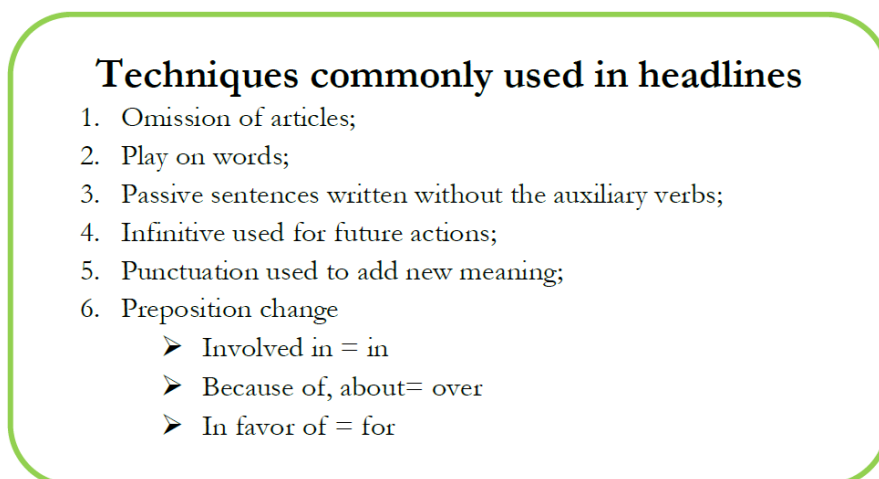 Techniques commonly used in headlines
1. Omission of articles;
2. Play on words;
3. Passive sentences written without the auxiliary verbs;
4. Infinitive used for future actions;
5. Punctuation used to add new meaning;
6. Preposition change
➤ Involved in = in
➤ Because of, about= over
➤ In favor of = for